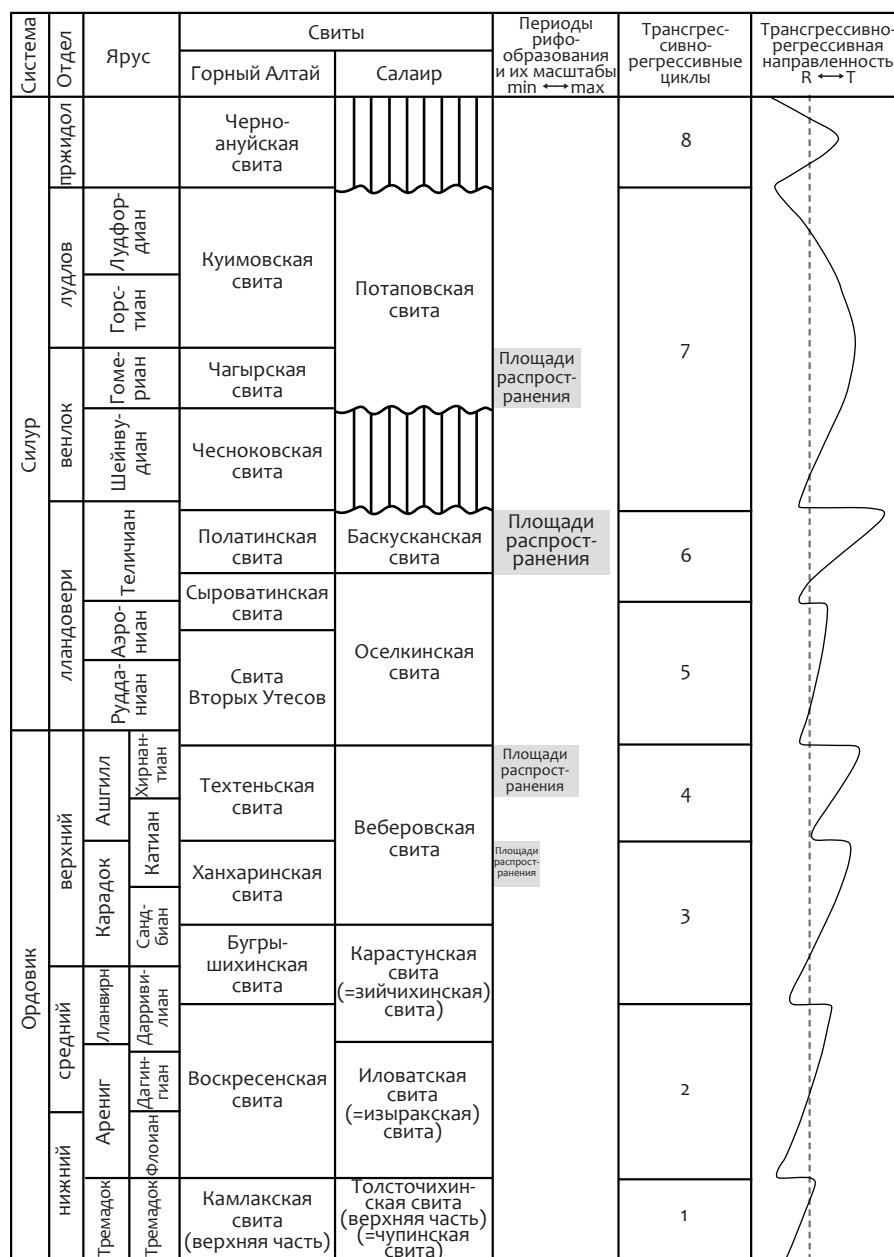 Система
Отдел
Ярус
Свиты
Горный Алтай
Салаир
Периоды
рифо-
образования
и их масштабы
min ⟷ max
Трансгрес-
сивно-
регрессивные
циклы
Трансгрессивно-
регрессивная
направленность
R ⟷ T
Силур
пржидол
Черно-
ануйская
свита
8
лудлов
Лудфор-
диан
Куимовская
свита
Потаповская
свита
7
Горс-
тиан
венлок
Гоме-
риан
Чагырская
свита
Площади
распрост-
ранения
Шейнву-
диан
Чесноковская
свита
лландовери
Теличиан
Полатинская
свита
Баскусканская
свита
Площади
распрост-
ранения
6
Сыроватинская
свита
Аэро-
ниан
Оселкинская
свита
5
Рудда-
ниан
Свита
Вторых Утесов
Ордовик
верхний
Ашгилл
Хирнан-
тиан
Техтеньская
свита
Веберовская
свита
Площади
распрост-
ранения
4
Катиан
Карадок
Ханхаринская
свита
Площади
распрост-
ранения
3
Санд-
биан
Бугры-
шихинская
свита
Карастунская
свита
(=зийчихинская)
свита)
средний
Лланвирн
Дарриви-
лиан
Воскресенская
свита
Иловатская
свита
(=изыракская)
свита)
2
Арениг
Дапин-
гиан
нижний
Флоиан
Тремадок
Тремадок
Камлакская
свита
(верхняя часть)
Толсточихин-
ская свита
(верхняя часть)
(=чупинская
свита)
1